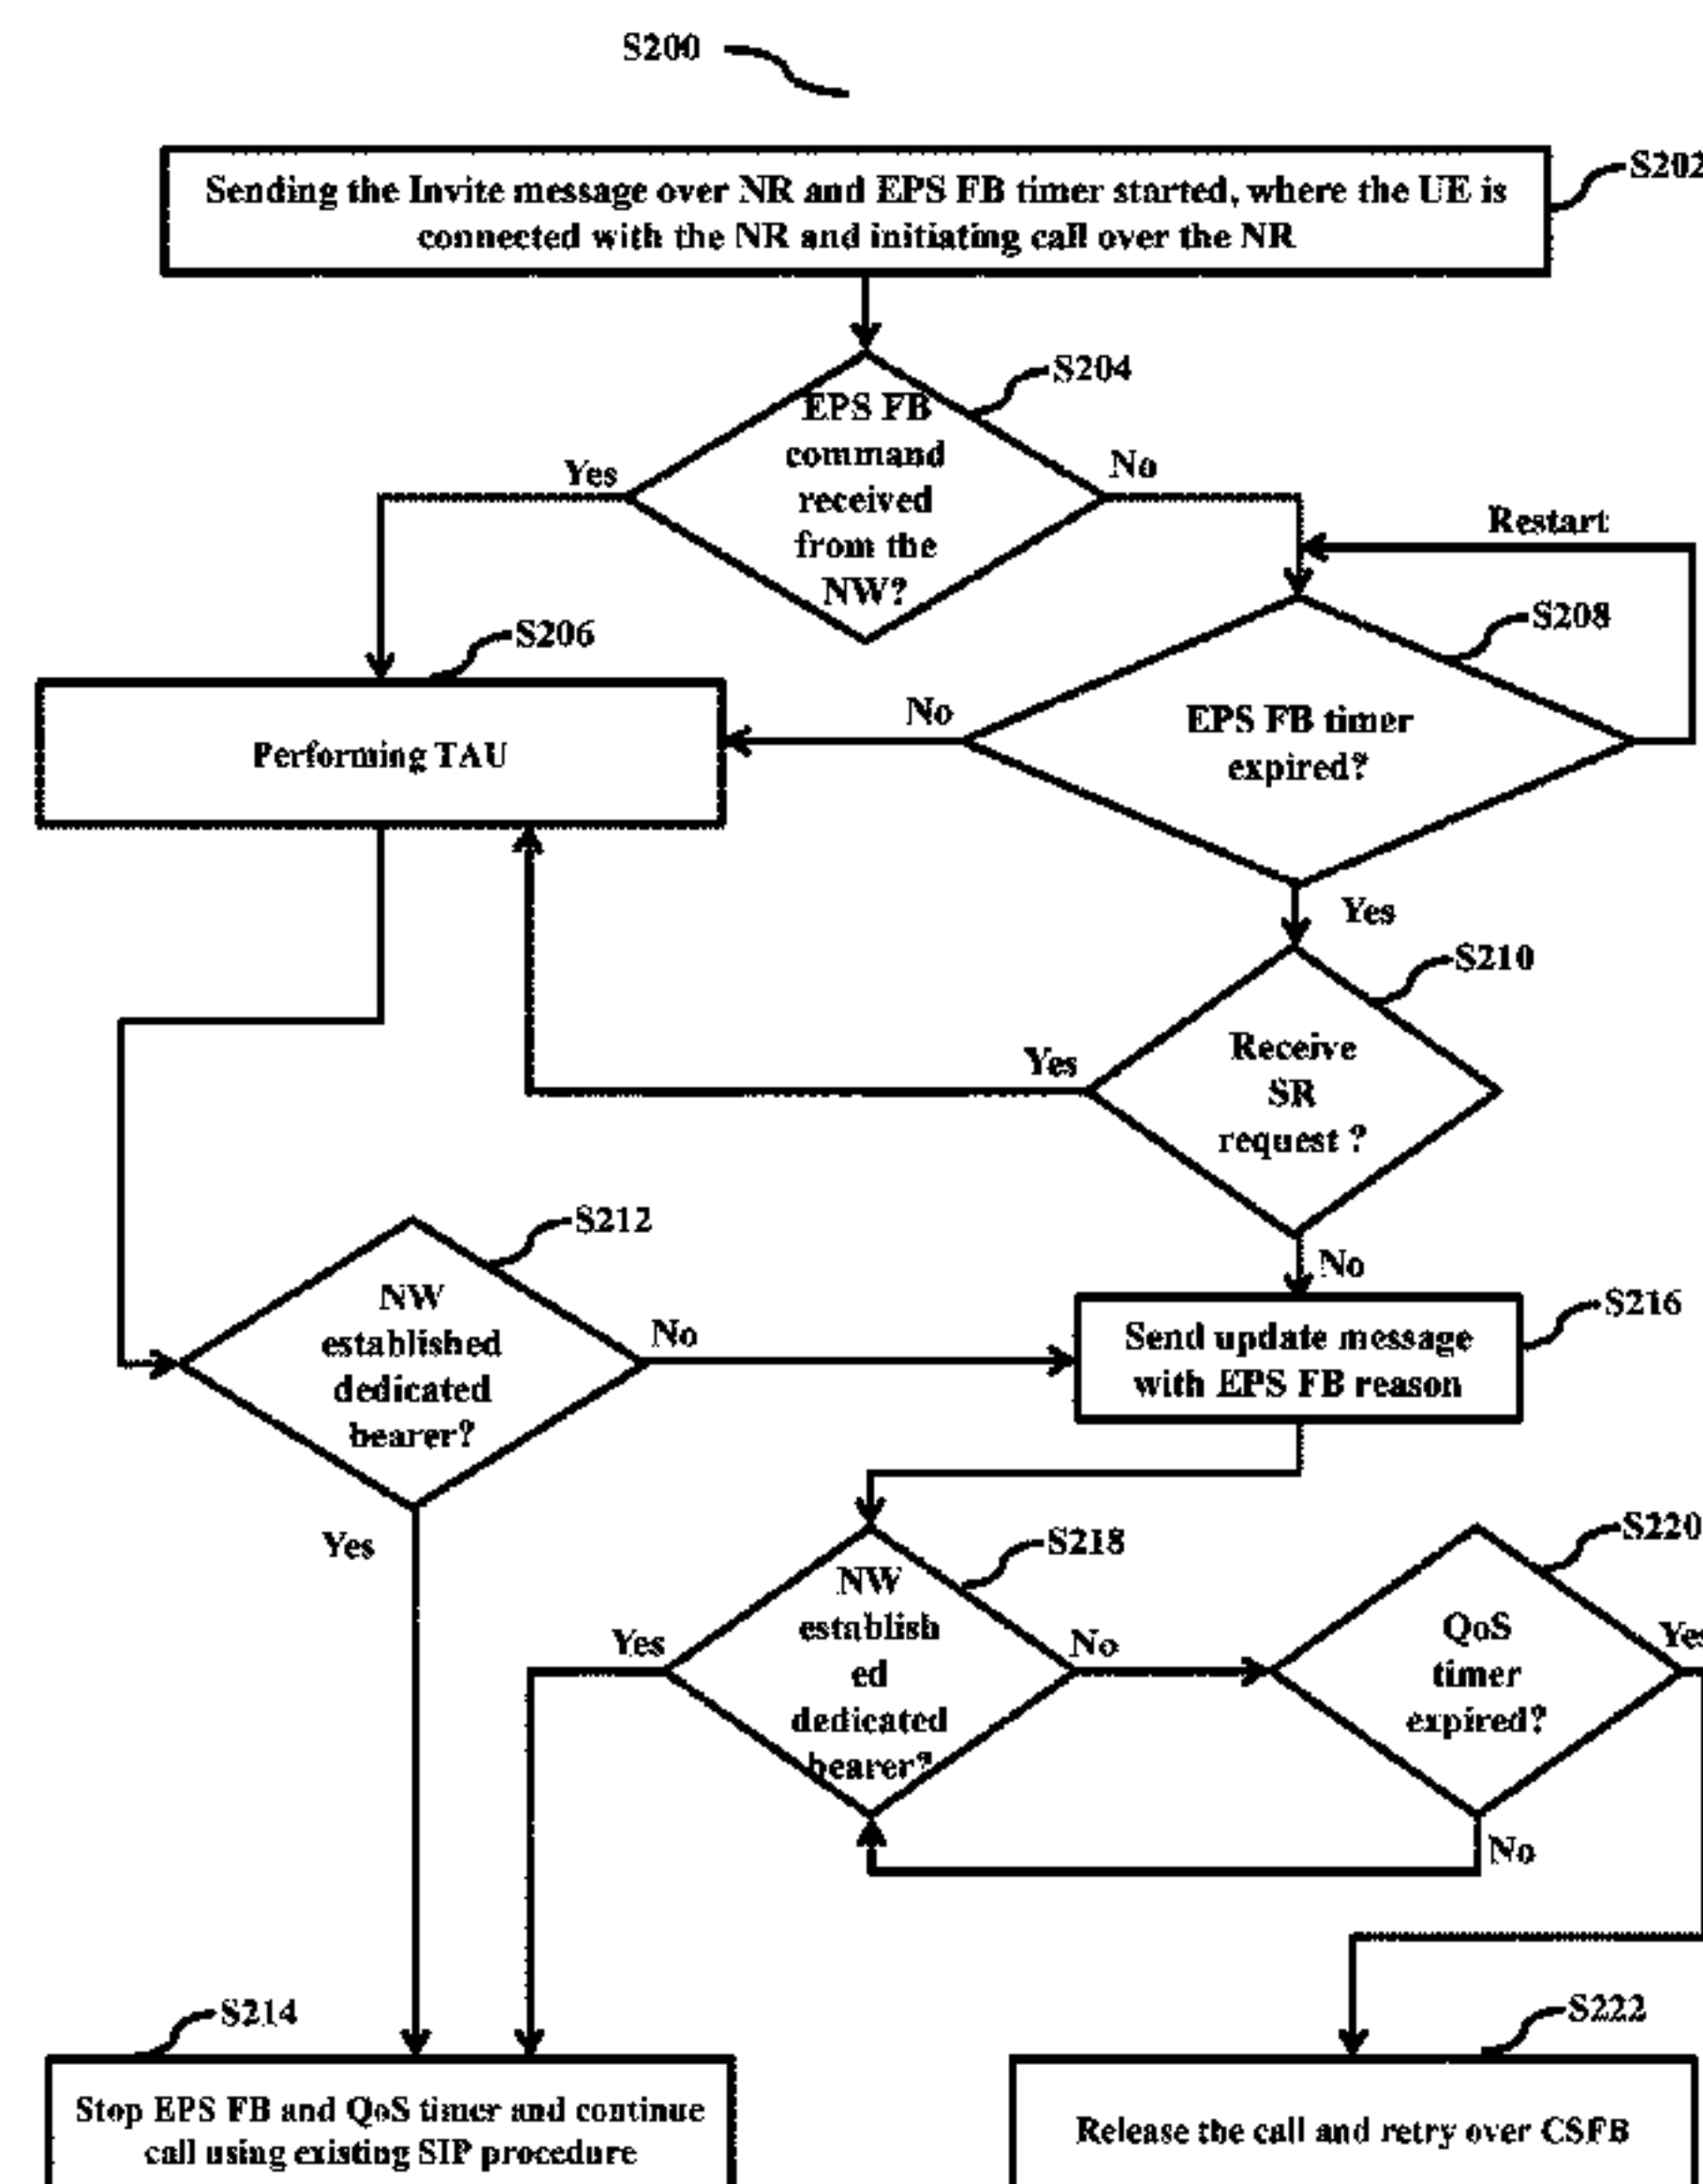 S200
S202
Sending the Invite message over NR and EPS FB timer started, where the UE is
connected with the NR and initiating call over the NR
S204
EPS FB
command
received
from the
NW?
Yes
No
Restart
S206
S208
Performing TAU
No
EPS FB timer
expired?
Yes
S210
Receive
SR
request ?
Yes
No
S212
NW
established
dedicated
bearer?
No
Yes
S216
Send update message
with EPS FB reason
S218
NW
establish
ed
dedicated
bearer?
Yes
No
S220
QoS
timer
expired?
Yes
No
S214
Stop EPS FB and QoS timer and continue
call using existing SIP procedure
S222
Release the call and retry over CSFB